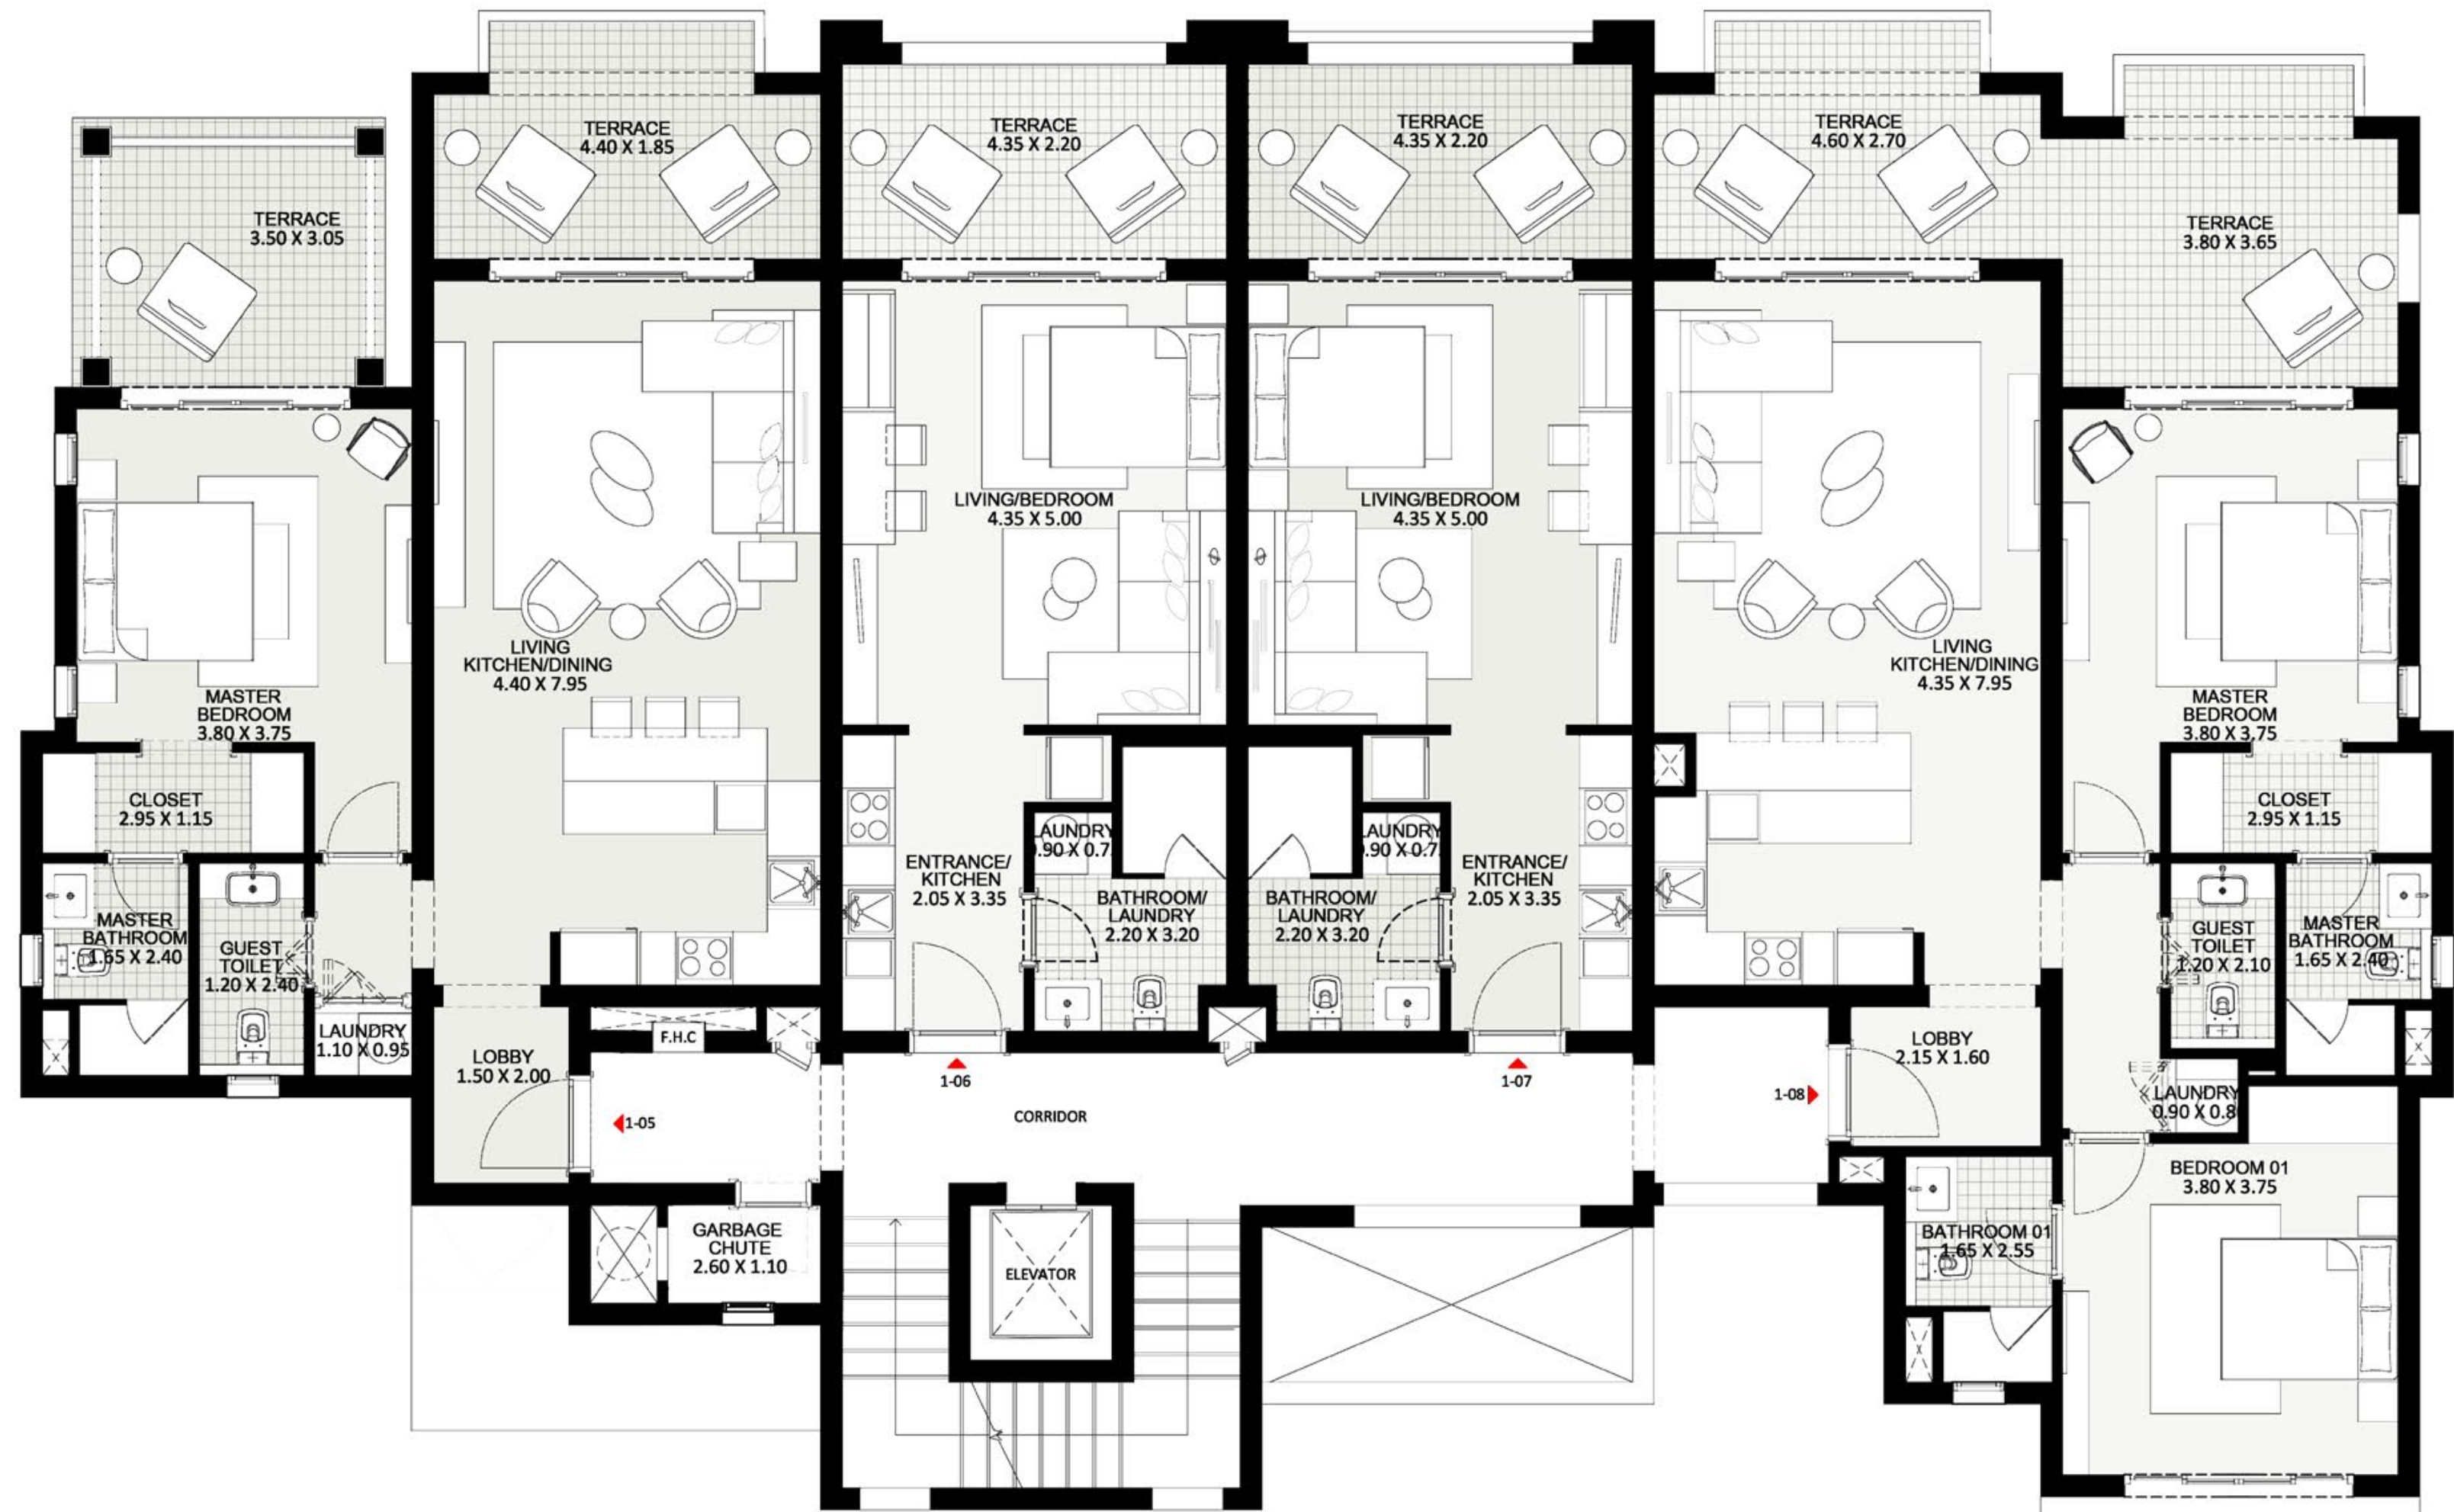 TERRACE
3.50 X 3.05
TERRACE
4.40 X 1.85
TERRACE
4.35 X 2.20
TERRACE
4.35 X 2.20
TERRACE
4.60 X 2.70
TERRACE
3.80 X 3.65
MASTER
BEDROOM
3.80 X 3.75
LIVING
KITCHEN/DINING
4.40 X 7.95
LIVING/BEDROOM
4.35 X 5.00
LIVING/BEDROOM
4.35 X 5.00
LIVING
KITCHEN/DINING
4.35 X 7.95
MASTER
BEDROOM
3.80 X 3.75
CLOSET
2.95 X 1.15
MASTER
BATHROOM
1.65 X 2.40
GUEST
TOILET
1.20 X 2.40
LAUNDRY
1.10 X 0.95
LOBBY
1.50 X 2.00
F.H.C
ENTRANCE/
KITCHEN
2.05 X 3.35
LAUNDRY
.90 X 0.7
BATHROOM/
LAUNDRY
2.20 X 3.20
LAUNDRY
.90 X 0.7
BATHROOM/
LAUNDRY
2.20 X 3.20
ENTRANCE/
KITCHEN
2.05 X 3.35
CLOSET
2.95 X 1.15
GUEST
TOILET
1.20 X 2.10
MASTER
BATHROOM
1.65 X 2.40
LOBBY
2.15 X 1.60
LAUNDRY
0.90 X 0.8
1-05
1-06
1-07
1-08
CORRIDOR
GARBAGE
CHUTE
2.60 X 1.10
ELEVATOR
BATHROOM 01
1.65 X 2.55
BEDROOM 01
3.80 X 3.75